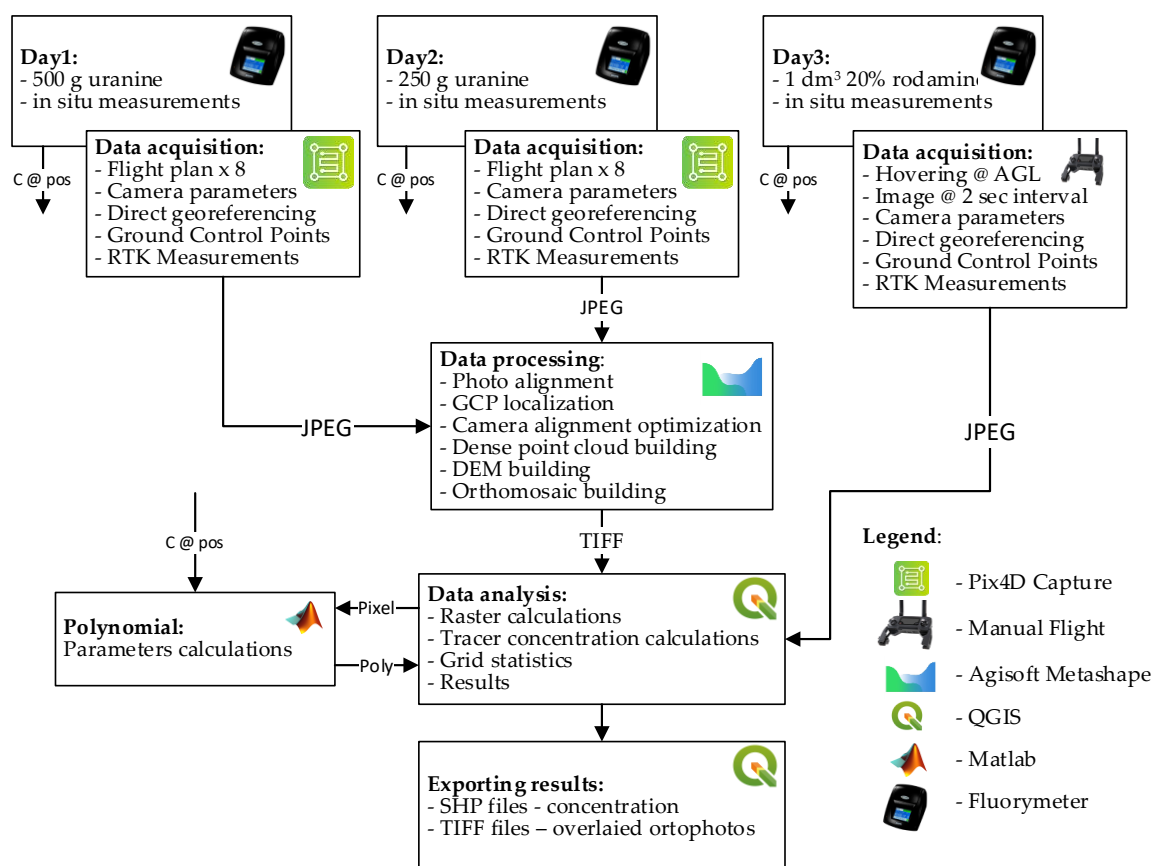 Day1:
- 500 g uranine
- in situ measurements
Day2:
- 250 g uranine
- in situ measurements
Day3:
- 1 dm³ 20% rodamine
- in situ measurements
C @ pos
Data acquisition:
- Flight plan x 8
- Camera parameters
- Direct georeferencing
- Ground Control Points
- RTK Measurements
C @ pos
Data acquisition:
- Flight plan x 8
- Camera parameters
- Direct georeferencing
- Ground Control Points
- RTK Measurements
C @ pos
Data acquisition:
- Hovering @ AGL
- Image @ 2 sec interval
- Camera parameters
- Direct georeferencing
- Ground Control Points
- RTK Measurements
JPEG
JPEG
JPEG
Data processing:
- Photo alignment
- GCP localization
- Camera alignment optimization
- Dense point cloud building
- DEM building
- Orthomosaic building
C @ pos
TIFF
Polynomial:
Parameters calculations
Pixel
Poly
Data analysis:
- Raster calculations
- Tracer concentration calculations
- Grid statistics
- Results
Exporting results:
- SHP files - concentration
- TIFF files – overlaied ortophotos
Legend:
- Pix4D Capture
- Manual Flight
- Agisoft Metashape
- QGIS
- Matlab
- Fluorymeter